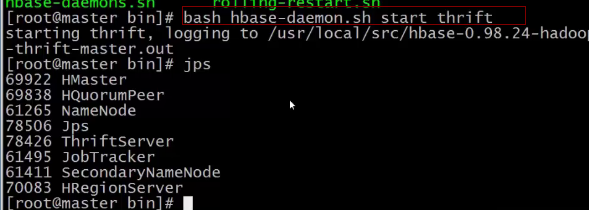 hbase-daemons.sh rolling-restart.sh
[root@master bin]# bash hbase-daemon.sh start thrift
starting thrift, logging to /usr/local/src/hbase-0.98.24-hadoop
-thrift-master.out
[root@master bin]# jps
69922 HMaster
69838 HQuorumPeer
61265 NameNode
78506 Jps
78426 ThriftServer
61495 JobTracker
61411 SecondaryNameNode
70083 HRegionServer
[root@master bin]#